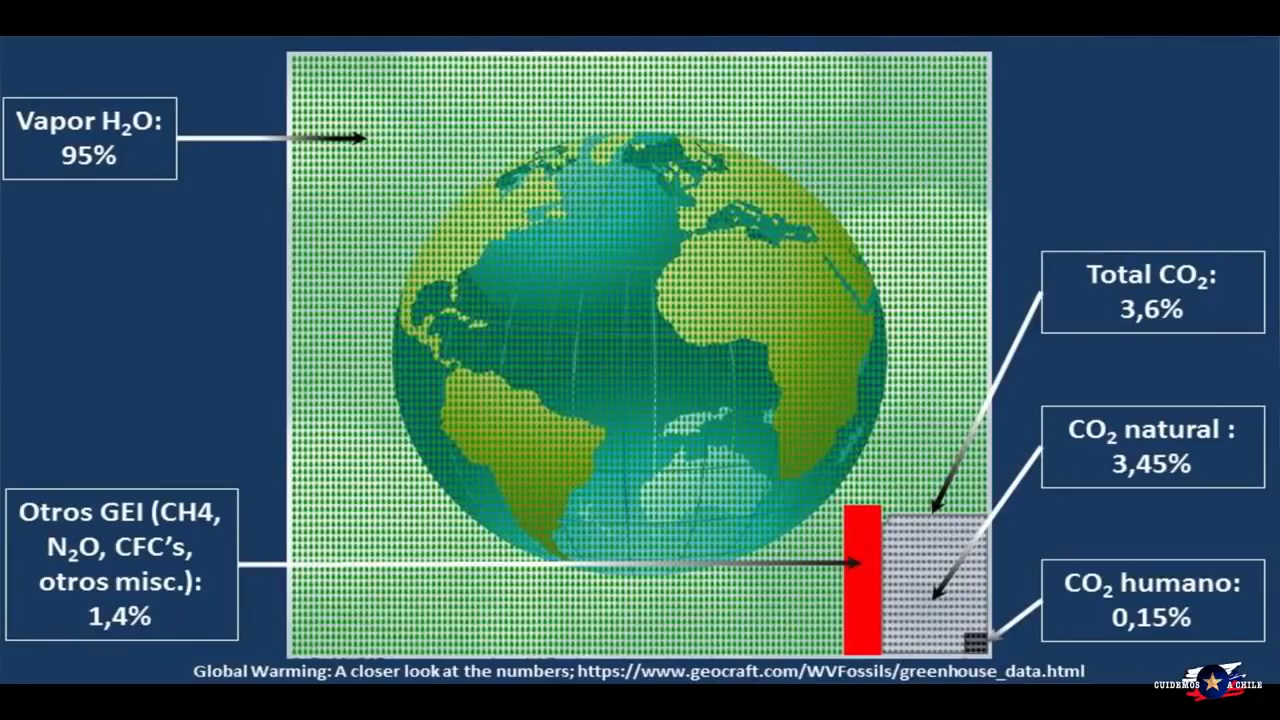 Vapor H₂O:
95%
Total CO₂:
3,6%
CO₂ natural :
3,45%
Otros GEI (CH4,
N₂O, CFC's,
otros misc.):
1,4%
CO₂ humano:
0,15%
Global Warming: A closer look at the numbers; https://www.geocraft.com/WVFossils/greenhouse_data.html
CUIDEMOS A CHILE